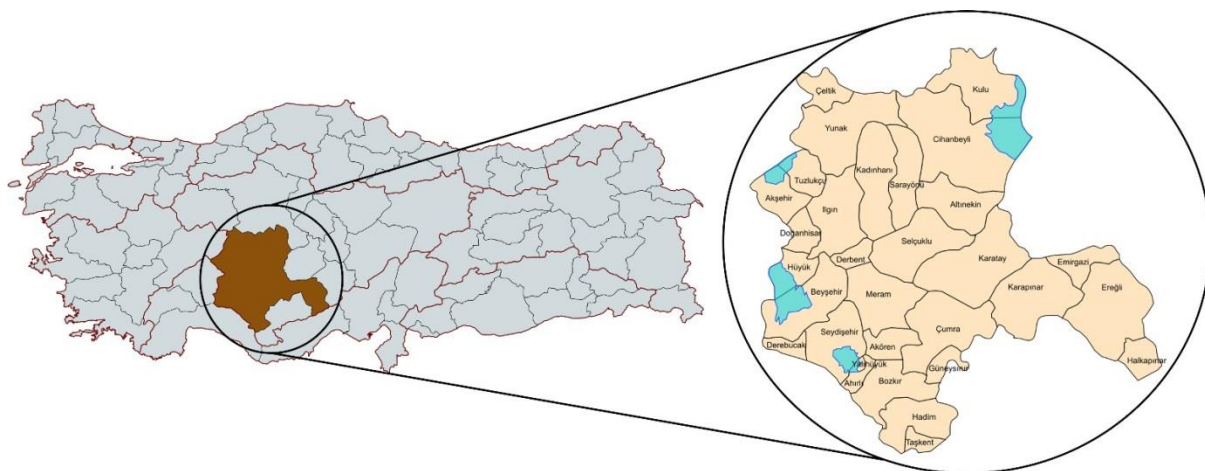 Çeltik
Kulu
Yunak
Cihanbeyli
Kadınhanı
Tuzlukçu
Sarayönü
Akşehir
Ilgın
Altınekin
Doğanhisar
Selçuklu
Derbent
Karatay
Hüyük
Emirgazi
Beyşehir
Meram
Karapınar
Ereğli
Seydişehir
Çumra
Derebucak
Akören
Halkapınar
Yalıhüyük
Güneysınır
Ahırlı
Bozkır
Hadim
Taşkent